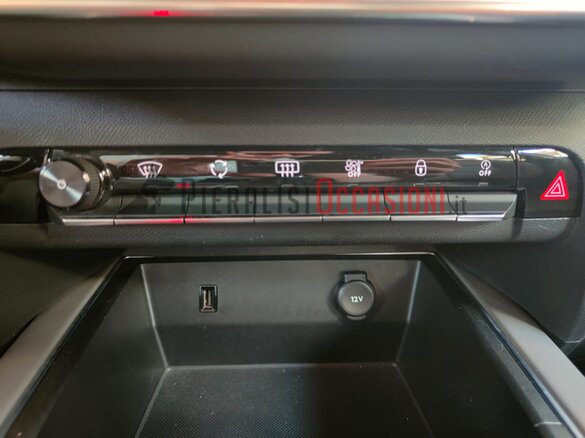 OFF
A
OFF
PIERALISIOCCASIONI.it
12V